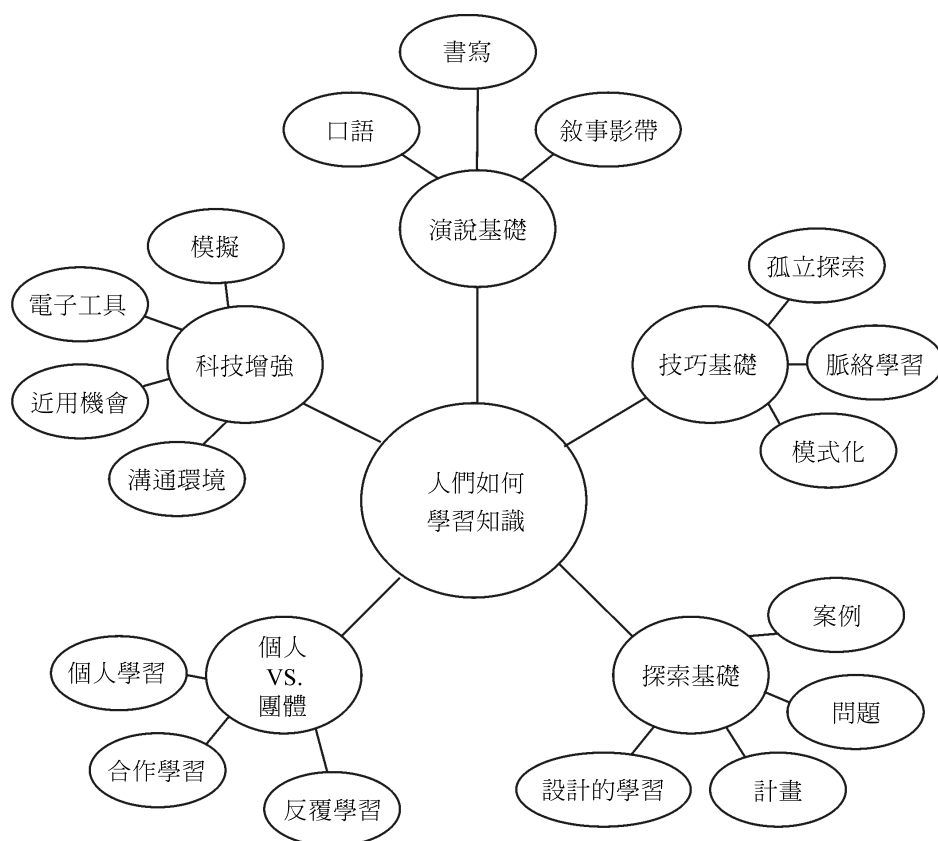 書寫
口語
敘事影帶
演說基礎
模擬
電子工具
近用機會
溝通環境
科技增強
孤立探索
脈絡學習
模式化
技巧基礎
人們如何
學習知識
個人
VS.
團體
個人學習
合作學習
反覆學習
探索基礎
案例
問題
計畫
設計的學習